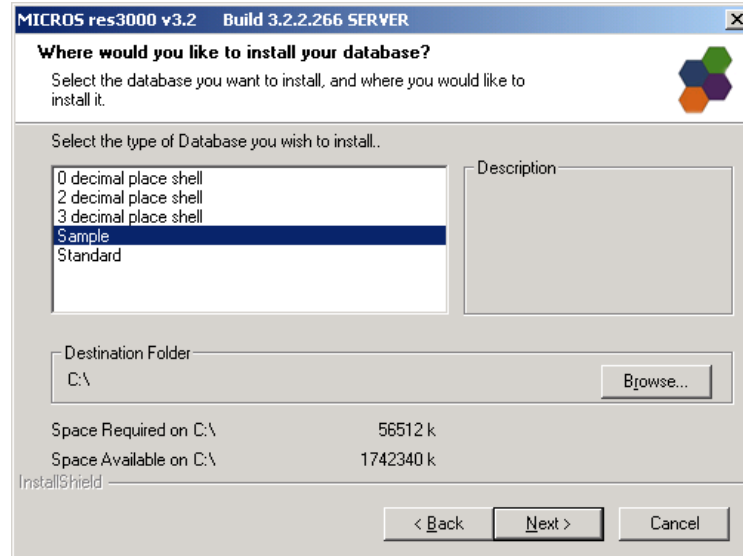 MICROS res3000 v3.2 Build 3.2.2.266 SERVER
Where would you like to install your database?
Select the database you want to install, and where you would like to
install it.
Select the type of Database you wish to install..
0 decimal place shell
2 decimal place shell
3 decimal place shell
Sample
Standard
Description
Destination Folder
C:\
Browse...
Space Required on C:\ 56512 k
Space Available on C:\ 1742340 k
InstallShield
< Back Next > Cancel